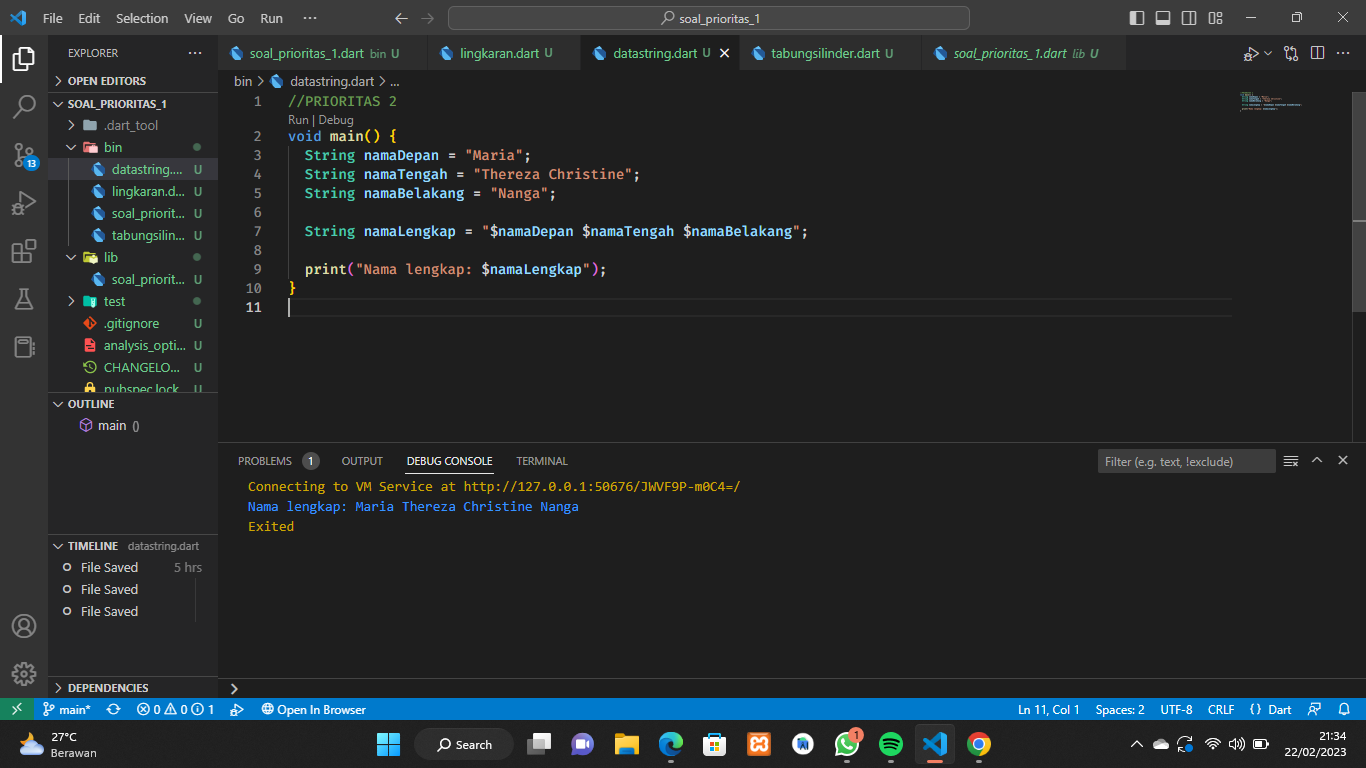 File Edit Selection View Go Run ··· soal_prioritas_1
EXPLORER ···
OPEN EDITORS
SOAL_PRIORITAS_1
.dart_tool
bin
datastring.... U
lingkaran.d... U
soal_priorit... U
tabungsilin... U
lib
soal_priorit... U
test
.gitignore U
analysis_opti... U
CHANGELO... U
pubspec.lock U
OUTLINE
main ()
TIMELINE datastring.dart
File Saved 5 hrs
File Saved
File Saved
DEPENDENCIES
13
soal_prioritas_1.dart bin U lingkaran.dart U datastring.dart U tabungsilinder.dart U soal_prioritas_1.dart lib U
bin > datastring.dart > ...
1 //PRIORITAS 2
Run | Debug
2 void main() {
3 String namaDepan = "Maria";
4 String namaTengah = "Thereza Christine";
5 String namaBelakang = "Nanga";
6
7 String namaLengkap = "$namaDepan $namaTengah $namaBelakang";
8
9 print("Nama lengkap: $namaLengkap");
10 }
11
PROBLEMS 1 OUTPUT DEBUG CONSOLE TERMINAL Filter (e.g. text, !exclude)
Connecting to VM Service at http://127.0.0.1:50676/JWVF9P-m0C4=/
Nama lengkap: Maria Thereza Christine Nanga
Exited
main* 0 0 1 Open In Browser Ln 11, Col 1 Spaces: 2 UTF-8 CRLF {} Dart
27°C
Berawan
Search
1
21:34
22/02/2023